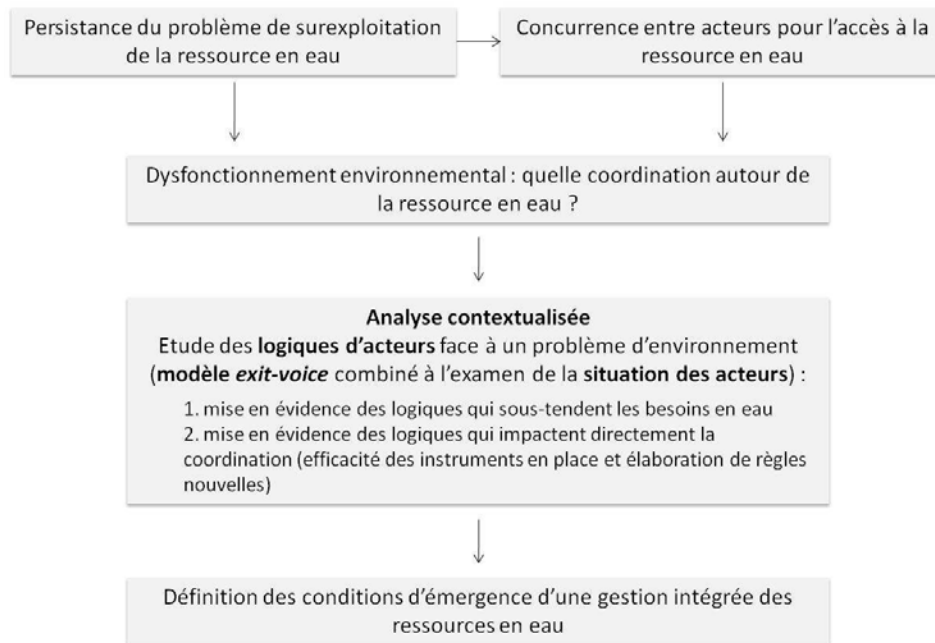 Persistance du problème de surexploitation
de la ressource en eau
Concurrence entre acteurs pour l’accès à la
ressource en eau
Dysfonctionnement environnemental : quelle coordination autour de
la ressource en eau ?
Analyse contextualisée
Etude des logiques d’acteurs face à un problème d’environnement
(modèle exit-voice combiné à l’examen de la situation des acteurs) :
1. mise en évidence des logiques qui sous-tendent les besoins en eau
2. mise en évidence des logiques qui impactent directement la
coordination (efficacité des instruments en place et élaboration de règles
nouvelles)
Définition des conditions d’émergence d’une gestion intégrée des
ressources en eau